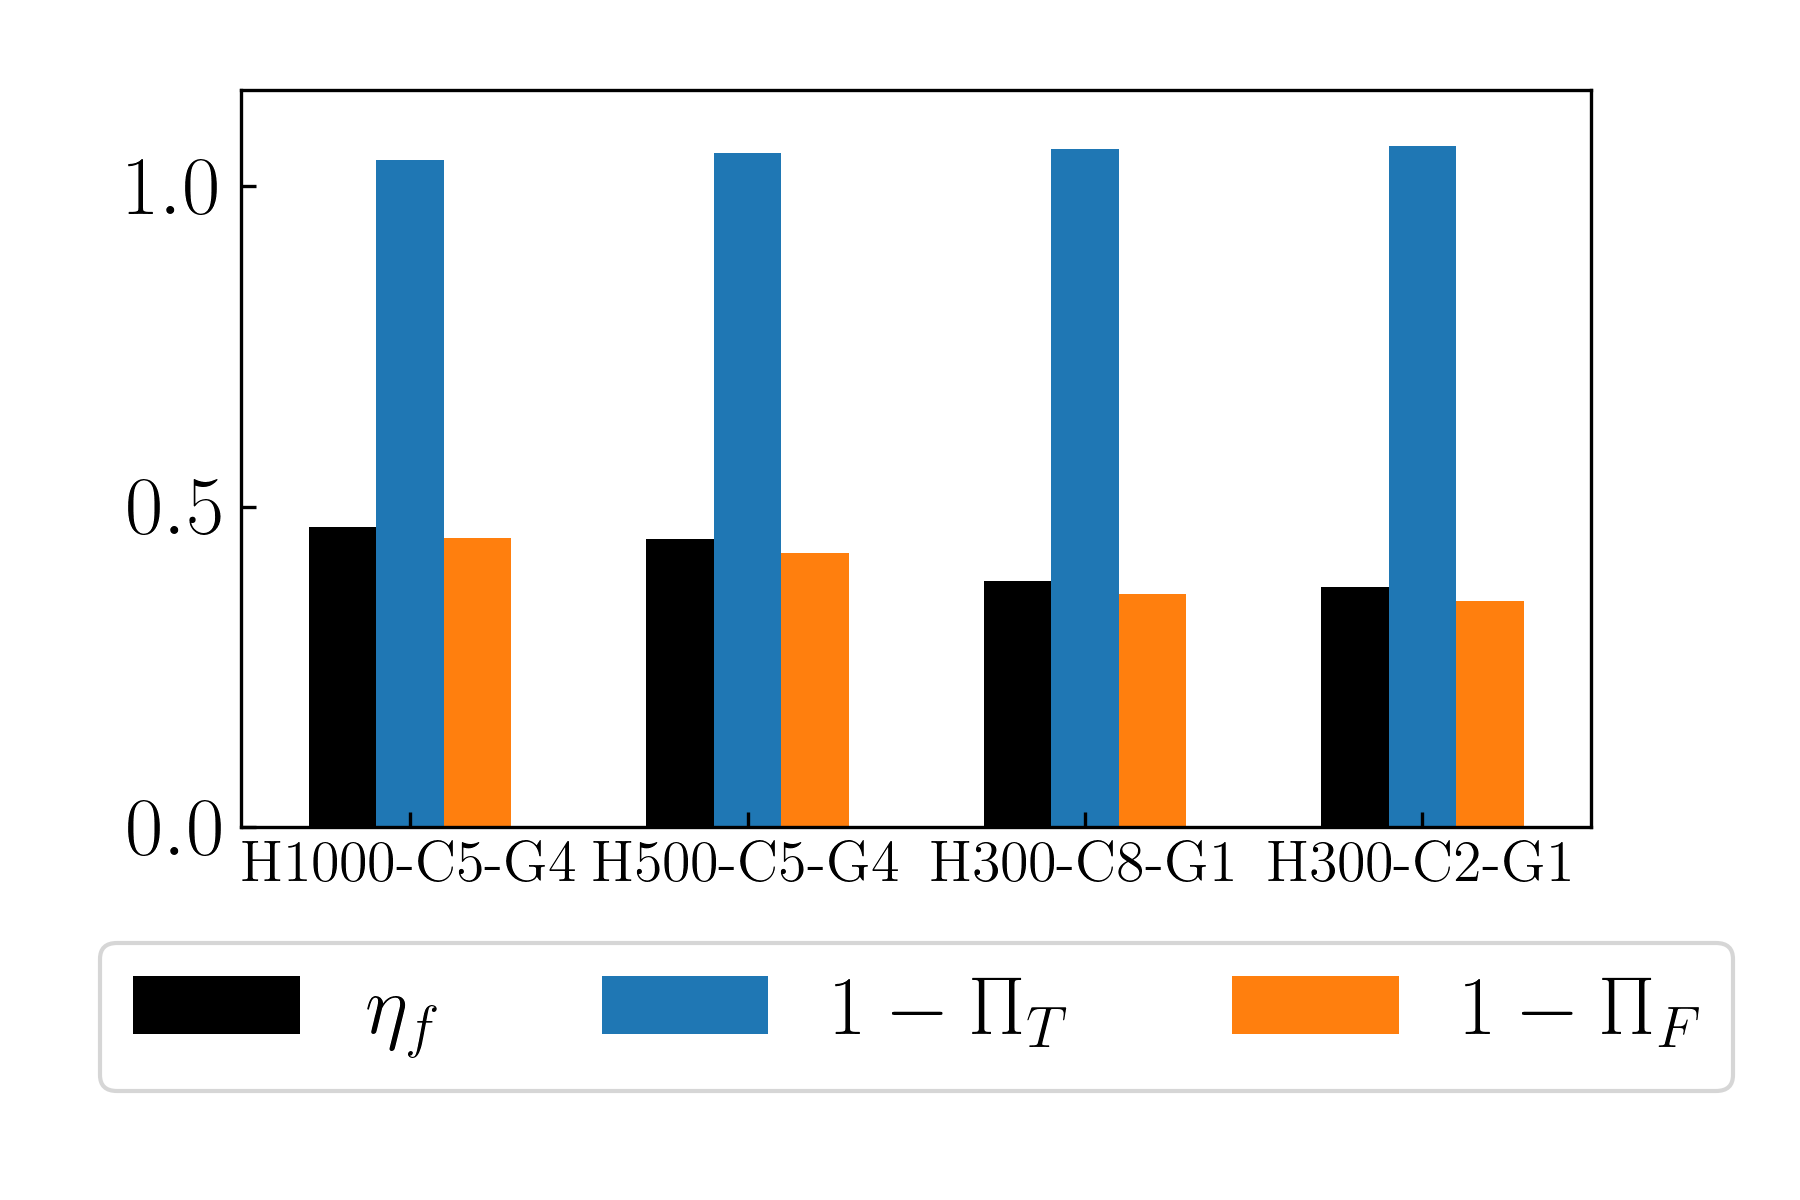 1.0
0.5
0.0
H1000-C5-G4 H500-C5-G4 H300-C8-G1 H300-C2-G1
η_f 1 − Π_T 1 − Π_F